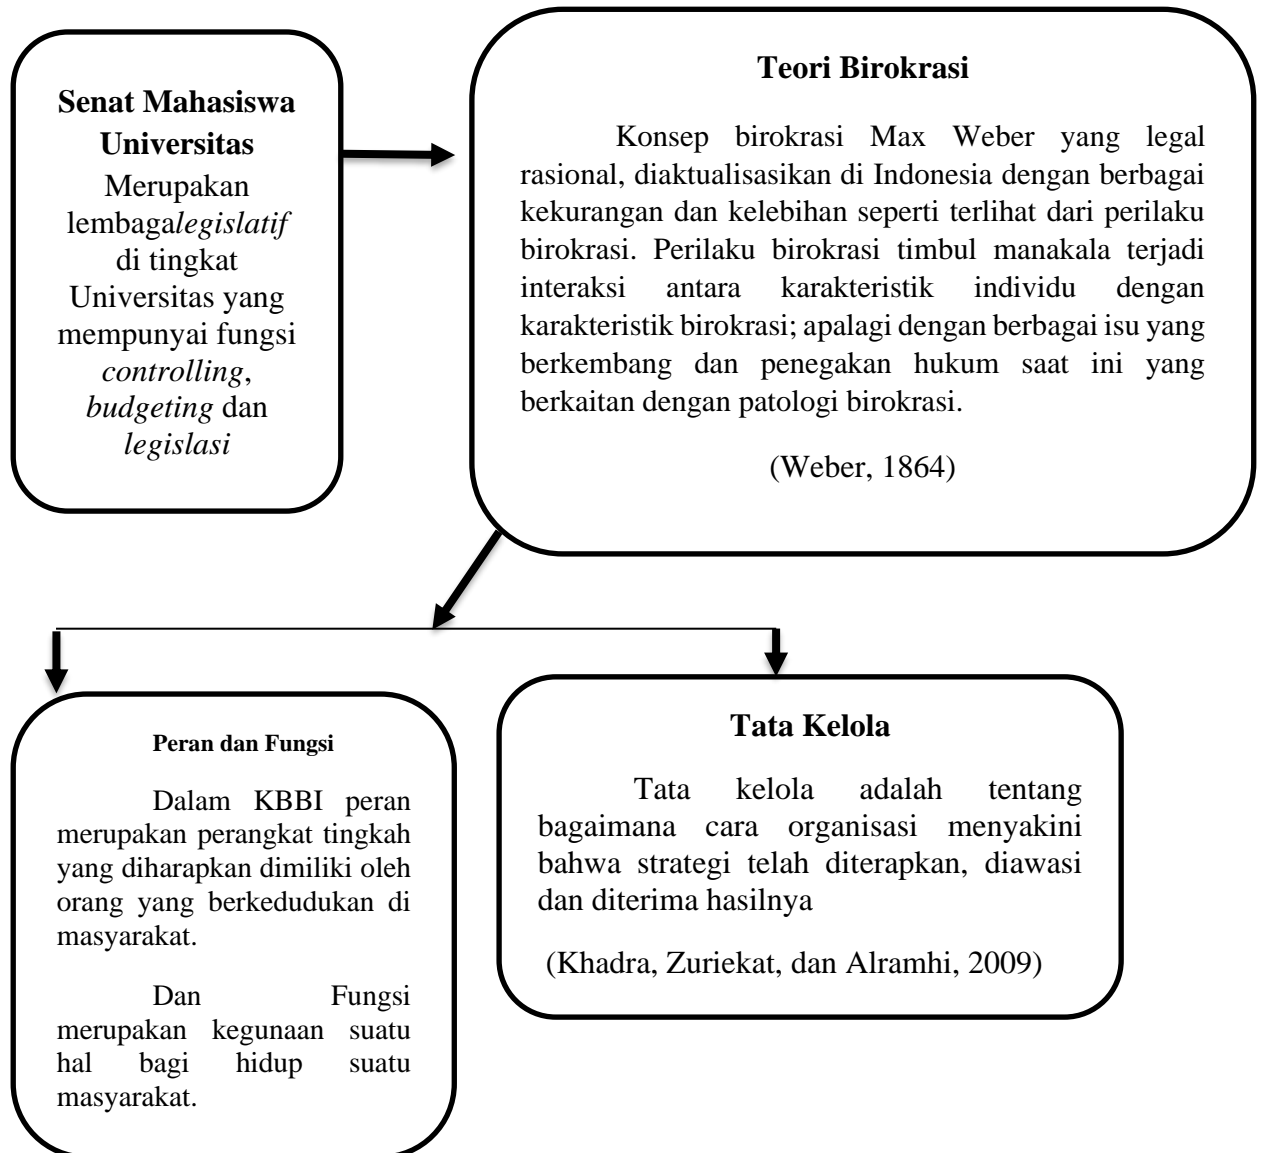 Senat Mahasiswa
Universitas
Merupakan
lembagalegislatif
di tingkat
Universitas yang
mempunyai fungsi
controlling,
budgeting dan
legislasi
Teori Birokrasi
Konsep birokrasi Max Weber yang legal
rasional, diaktualisasikan di Indonesia dengan berbagai
kekurangan dan kelebihan seperti terlihat dari perilaku
birokrasi. Perilaku birokrasi timbul manakala terjadi
interaksi antara karakteristik individu dengan
karakteristik birokrasi; apalagi dengan berbagai isu yang
berkembang dan penegakan hukum saat ini yang
berkaitan dengan patologi birokrasi.
(Weber, 1864)
Peran dan Fungsi
Dalam KBBI peran
merupakan perangkat tingkah
yang diharapkan dimiliki oleh
orang yang berkedudukan di
masyarakat.
Dan Fungsi
merupakan kegunaan suatu
hal bagi hidup suatu
masyarakat.
Tata Kelola
Tata kelola adalah tentang
bagaimana cara organisasi menyakini
bahwa strategi telah diterapkan, diawasi
dan diterima hasilnya
(Khadra, Zuriekat, dan Alramhi, 2009)